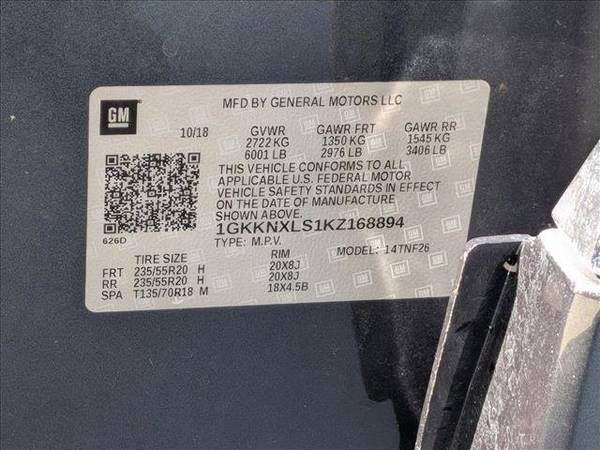 GM
MFD BY GENERAL MOTORS LLC
10/18 GVWR GAWR FRT GAWR RR
2722 KG 1350 KG 1545 KG
6001 LB 2976 LB 3406 LB
THIS VEHICLE CONFORMS TO ALL
APPLICABLE U.S. FEDERAL MOTOR
VEHICLE SAFETY STANDARDS IN EFFECT
ON THE DATE OF MANUFACTURE
SHOWN ABOVE.
1GKKNXLS1KZ168894
626D
TYPE: M.P.V. MODEL: 14TNF26
TIRE SIZE RIM
FRT 235/55R20 H 20X8J
RR 235/55R20 H 20X8J
SPA T135/70R18 M 18X4.5B